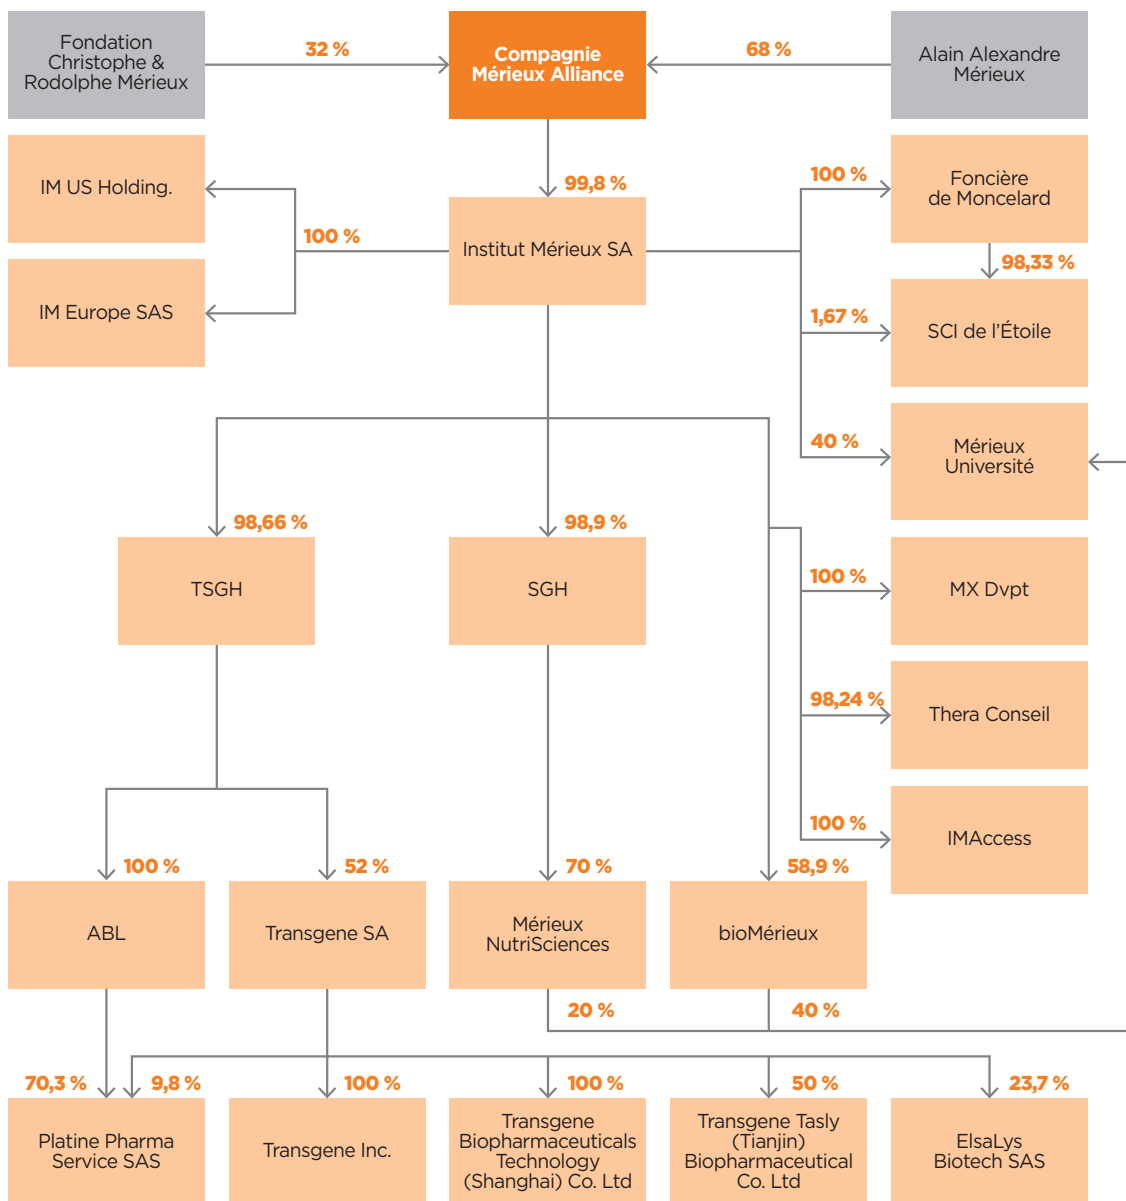 Fondation
Christophe &
Rodolphe Mérieux
32 %
Compagnie
Mérieux Alliance
68 %
Alain Alexandre
Mérieux
IM US Holding.
99,8 %
100 %
Foncière
de Moncelard
100 %
Institut Mérieux SA
98,33 %
IM Europe SAS
1,67 %
SCI de l'Étoile
40 %
Mérieux
Université
98,66 %
98,9 %
TSGH
SGH
100 %
MX Dvpt
98,24 %
Thera Conseil
100 %
IMAccess
100 %
52 %
70 %
58,9 %
ABL
Transgene SA
Mérieux
NutriSciences
bioMérieux
20 %
40 %
70,3 %
9,8 %
100 %
100 %
50 %
23,7 %
Platine Pharma
Service SAS
Transgene Inc.
Transgene
Biopharmaceuticals
Technology
(Shanghai) Co. Ltd
Transgene Tasly
(Tianjin)
Biopharmaceutical
Co. Ltd
ElsaLys
Biotech SAS